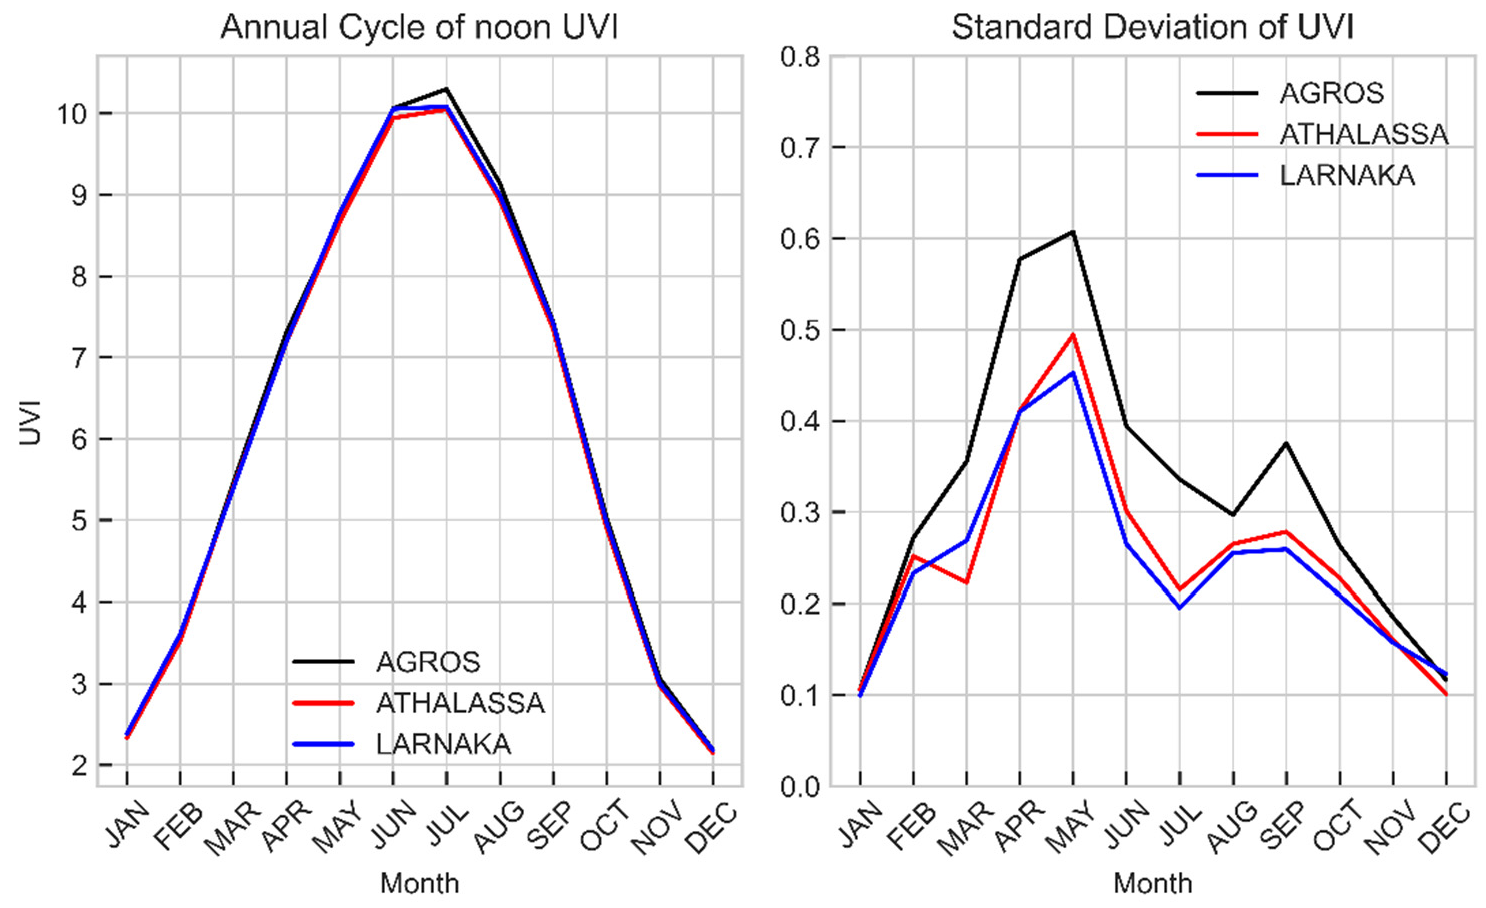 Annual Cycle of noon UVI
10
9
8
7
6
5
4
3
2
UVI
AGROS
ATHALASSA
LARNAKA
JAN FEB MAR APR MAY JUN JUL AUG SEP OCT NOV DEC
Month
Standard Deviation of UVI
0.8
0.7
0.6
0.5
0.4
0.3
0.2
0.1
0.0
AGROS
ATHALASSA
LARNAKA
JAN FEB MAR APR MAY JUN JUL AUG SEP OCT NOV DEC
Month